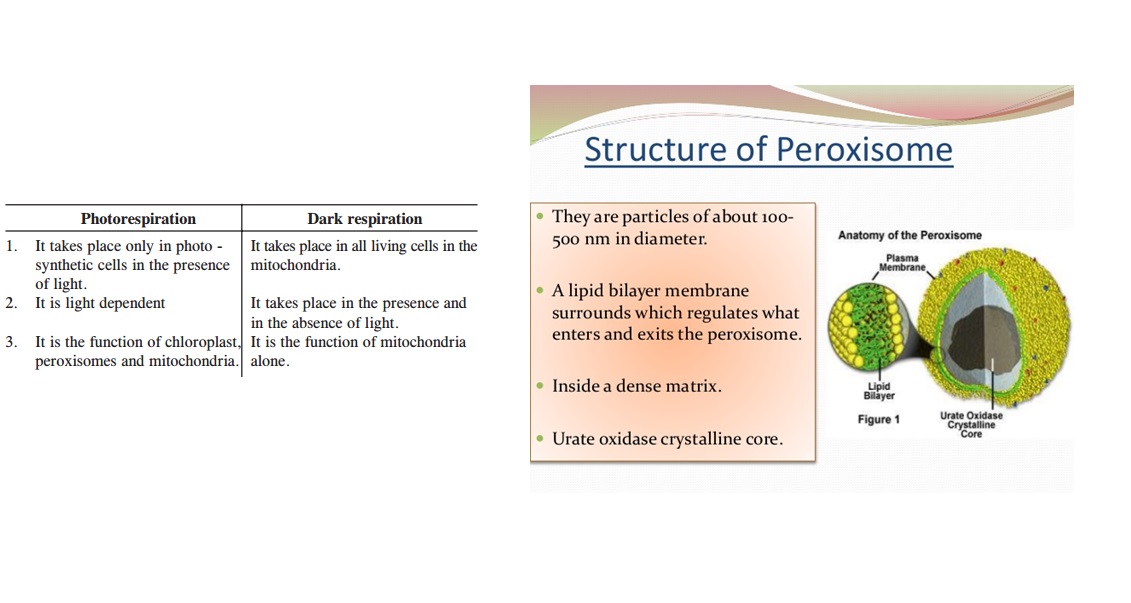 Photorespiration Dark respiration
1. It takes place only in photo - It takes place in all living cells in the
synthetic cells in the presence mitochondria.
of light.
2. It is light dependent It takes place in the presence and
in the absence of light.
3. It is the function of chloroplast, It is the function of mitochondria
peroxisomes and mitochondria. alone.
Structure of Peroxisome
• They are particles of about 100-
500 nm in diameter.
• A lipid bilayer membrane
surrounds which regulates what
enters and exits the peroxisome.
• Inside a dense matrix.
• Urate oxidase crystalline core.
Anatomy of the Peroxisome
Plasma
Membrane
Lipid
Bilayer
Figure 1
Urate Oxidase
Crystalline
Core